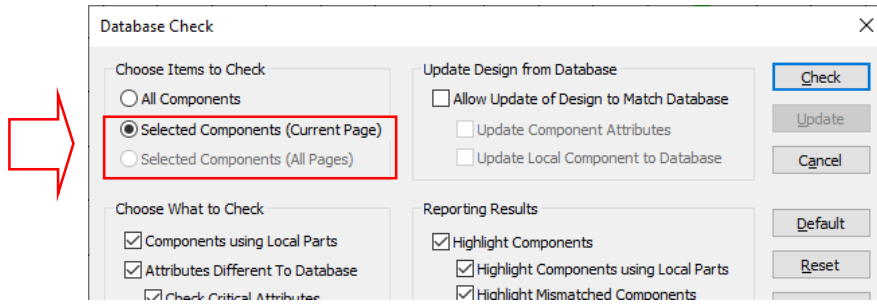 Database Check
Choose Items to Check
All Components
Selected Components (Current Page)
Selected Components (All Pages)
Update Design from Database
Allow Update of Design to Match Database
Update Component Attributes
Update Local Component to Database
Check
Update
Cancel
Choose What to Check
Components using Local Parts
Attributes Different To Database
Check Critical Attributes
Reporting Results
Highlight Components
Highlight Components using Local Parts
Highlight Mismatched Components
Default
Reset